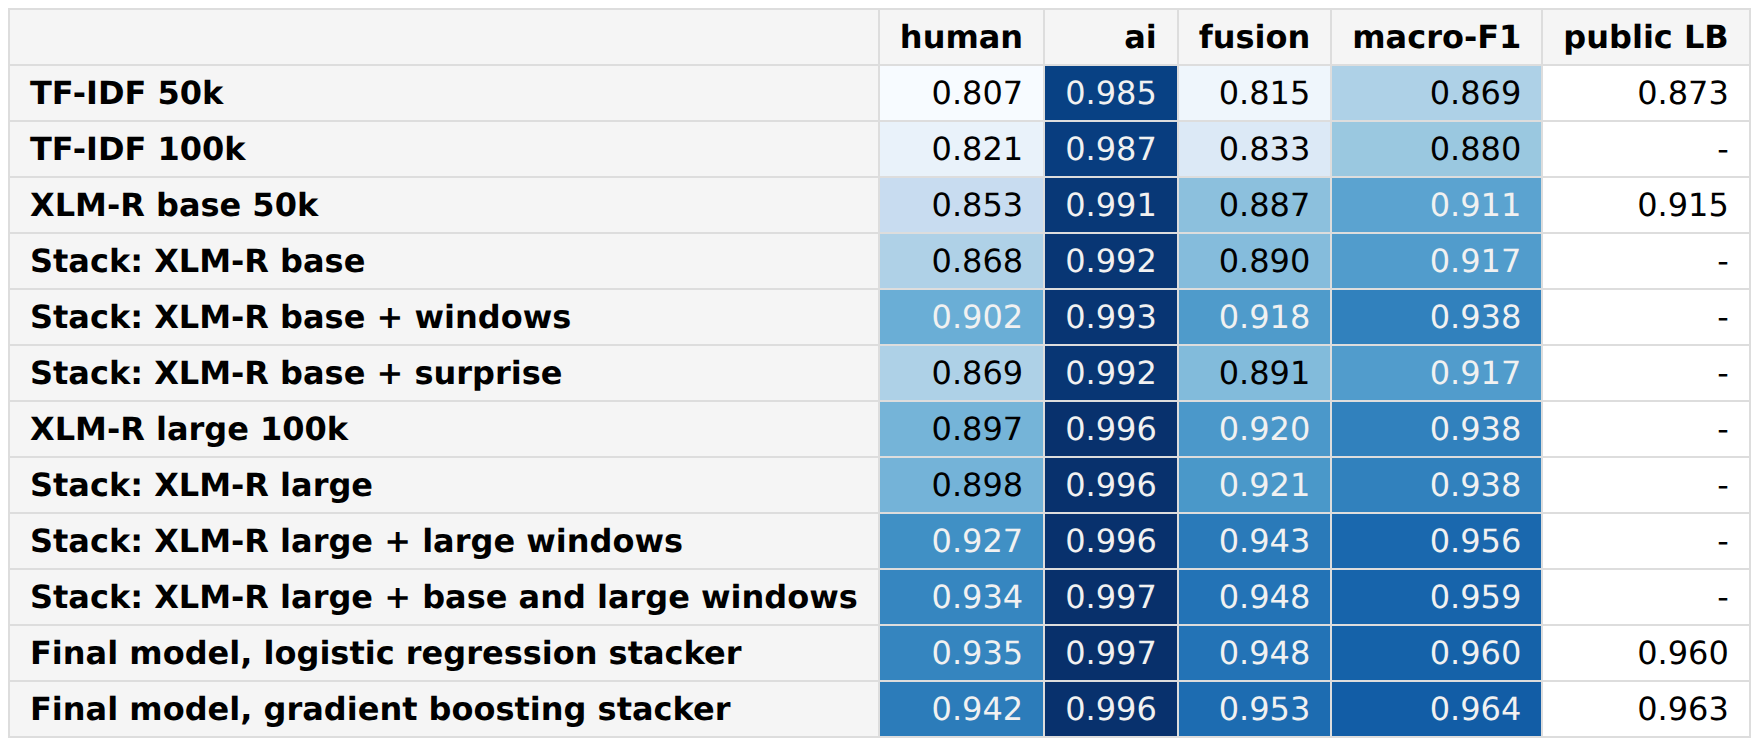 human ai fusion macro-F1 public LB
TF-IDF 50k 0.807 0.985 0.815 0.869 0.873
TF-IDF 100k 0.821 0.987 0.833 0.880 -
XLM-R base 50k 0.853 0.991 0.887 0.911 0.915
Stack: XLM-R base 0.868 0.992 0.890 0.917 -
Stack: XLM-R base + windows 0.902 0.993 0.918 0.938 -
Stack: XLM-R base + surprise 0.869 0.992 0.891 0.917 -
XLM-R large 100k 0.897 0.996 0.920 0.938 -
Stack: XLM-R large 0.898 0.996 0.921 0.938 -
Stack: XLM-R large + large windows 0.927 0.996 0.943 0.956 -
Stack: XLM-R large + base and large windows 0.934 0.997 0.948 0.959 -
Final model, logistic regression stacker 0.935 0.997 0.948 0.960 0.960
Final model, gradient boosting stacker 0.942 0.996 0.953 0.964 0.963